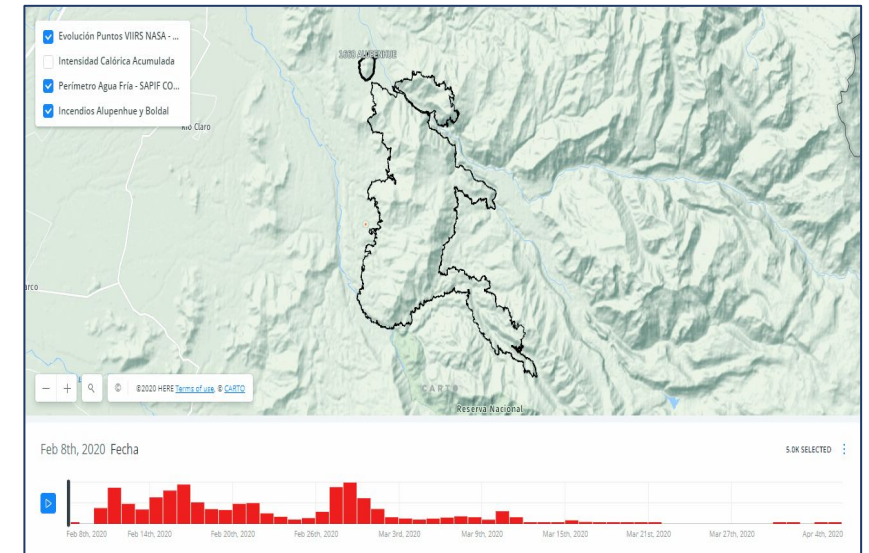 Evolución Puntos VIIRS NASA - ...
Intensidad Calórica Acumulada
Perímetro Agua Fría - SAPIF CO...
Incendios Alupenhue y Boldal
Río Claro
ALUPENHUE
arco
CARTO
Reserva Nacional
− + © ©2020 HERE Terms of use, © CARTO
Feb 8th, 2020 Fecha
5.0K SELECTED
Feb 8th, 2020 Feb 14th, 2020 Feb 20th, 2020 Feb 26th, 2020 Mar 3rd, 2020 Mar 9th, 2020 Mar 15th, 2020 Mar 21st, 2020 Mar 27th, 2020 Apr 4th, 2020